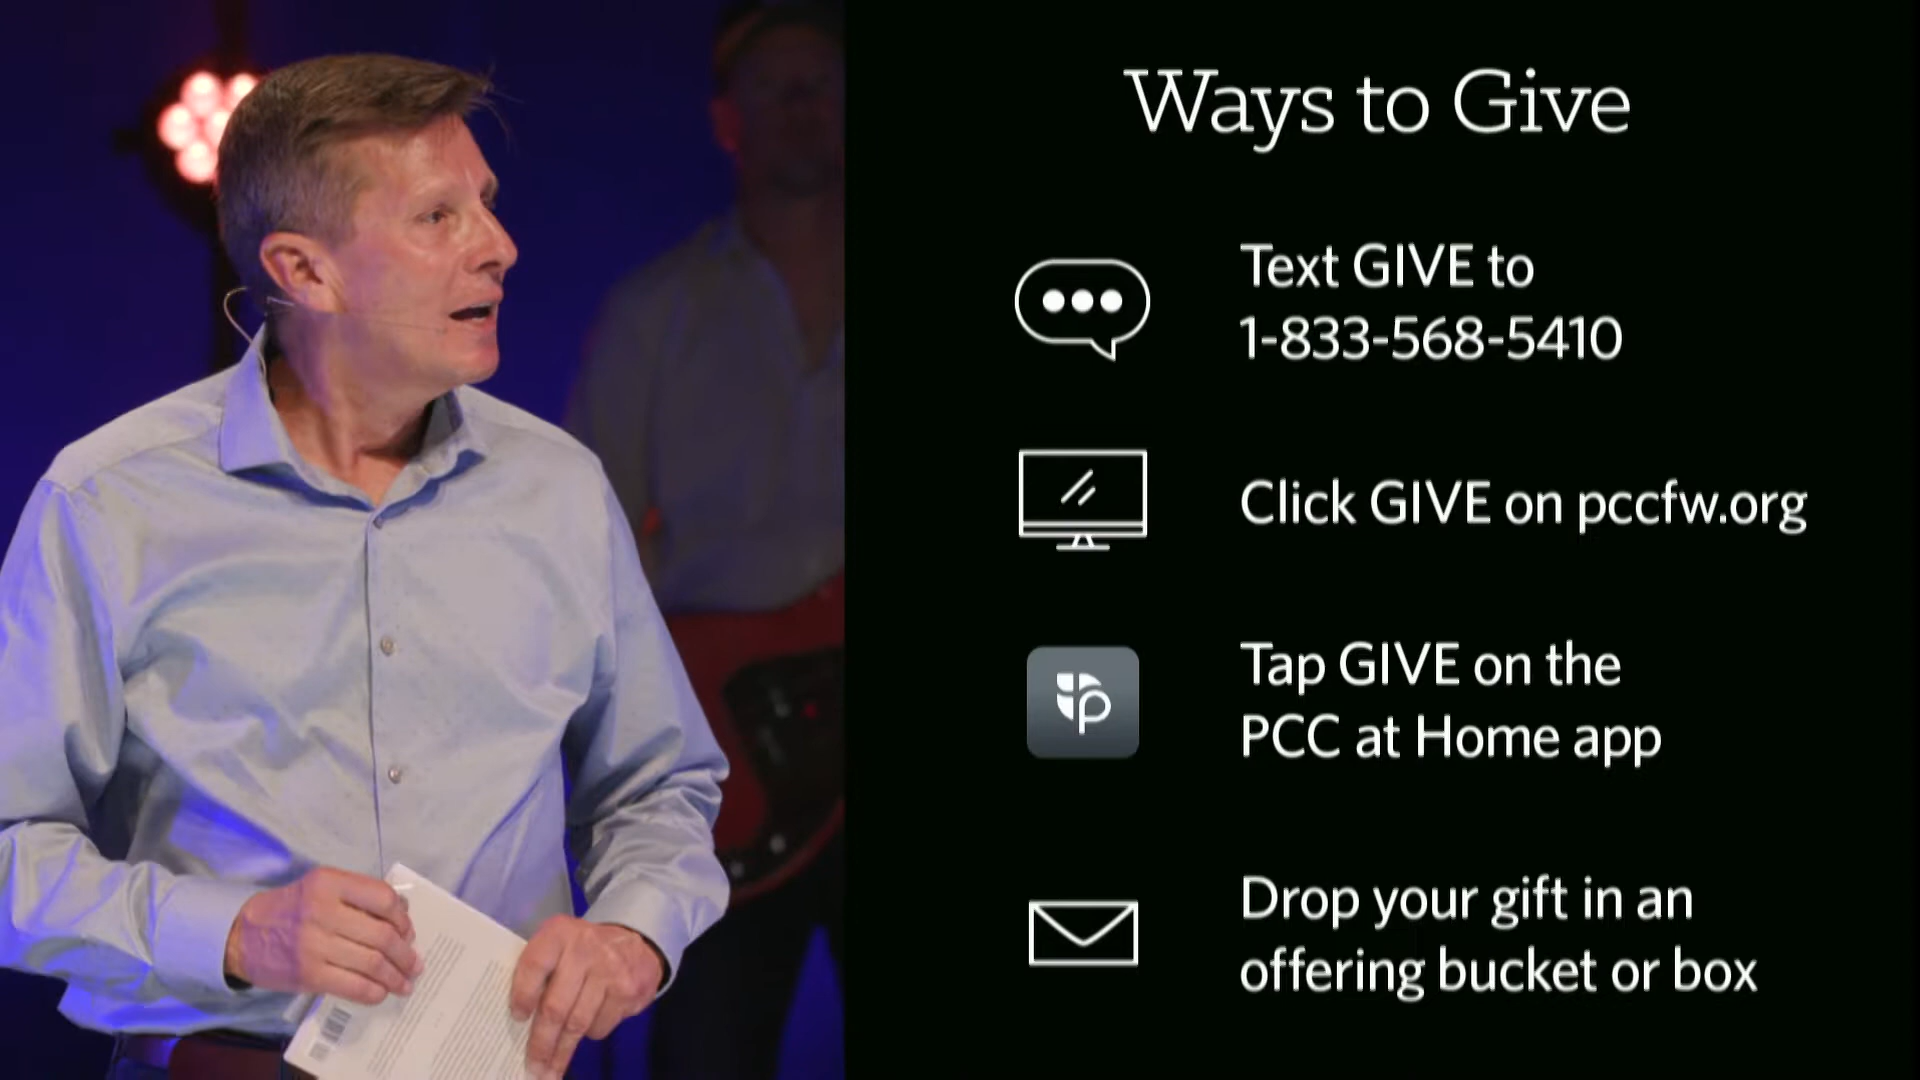 Ways to Give
Text GIVE to
1-833-568-5410
Click GIVE on pccfw.org
Tap GIVE on the
PCC at Home app
Drop your gift in an
offering bucket or box